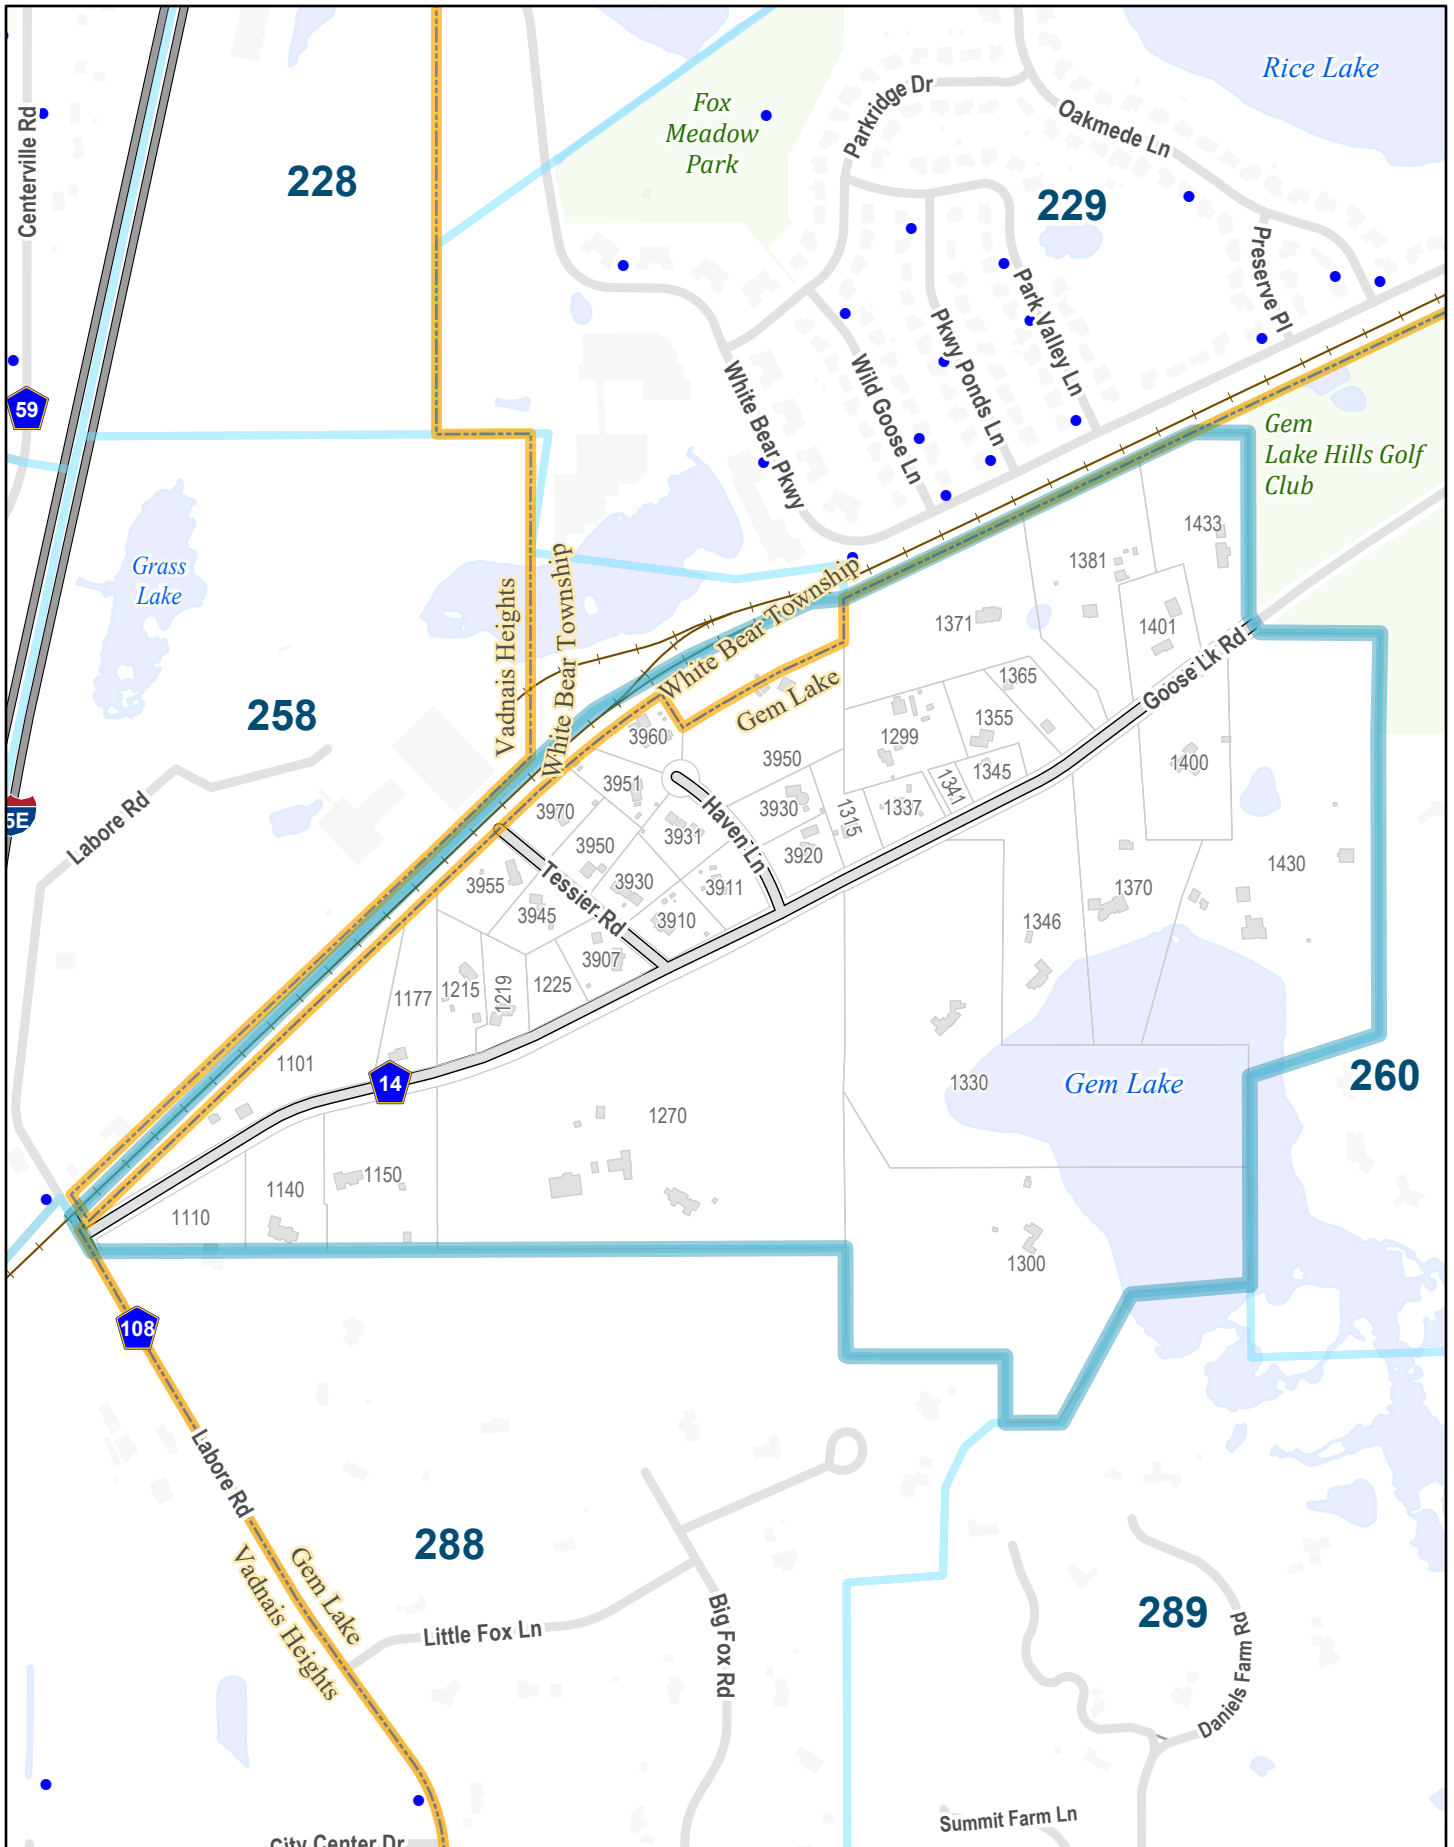 Rice Lake
Fox
Meadow
Park
Parkridge Dr
Oakmede Ln
Centerville Rd
228
229
Preserve Pl
Park Valley Ln
Pkwy Ponds Ln
Wild Goose Ln
White Bear Pkwy
59
Gem
Lake Hills Golf
Club
Grass
Lake
Vadnais Heights
White Bear Township
White Bear Township
Gem Lake
1433
1381
1371
1401
Goose Lk Rd
1365
1355
1299
258
3960
3950
1345
1341
1400
3951
3970
3930
1315
1337
5E
Labore Rd
Haven Ln
3931
3950
3920
1430
3955
Tessier Rd
3930
3911
1370
3945
3910
1346
3907
1177
1215
1219
1225
1101
14
1330
Gem Lake
260
1270
1150
1140
1110
1300
108
Labore Rd
288
Gem Lake
Vadnais Heights
Little Fox Ln
Big Fox Rd
289
Daniels Farm Rd
Summit Farm Ln
City Center Dr